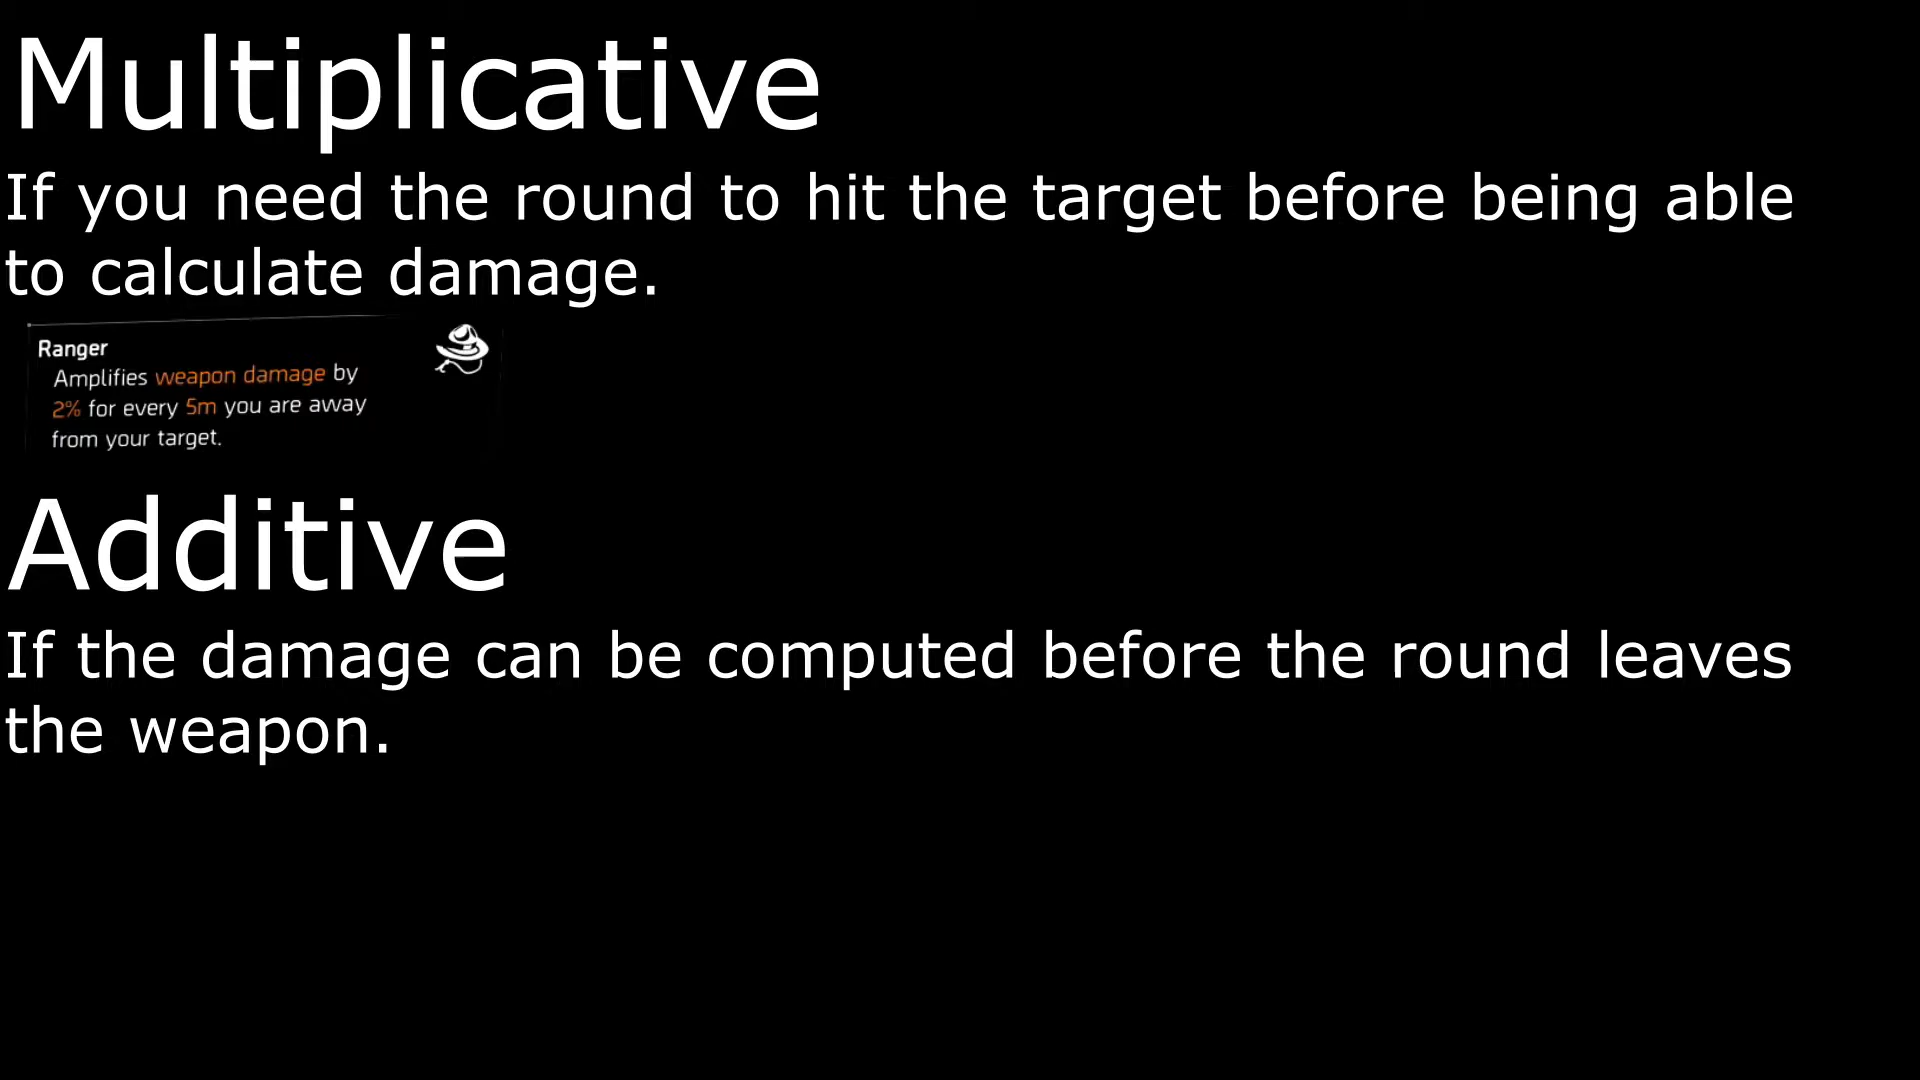 Multiplicative
If you need the round to hit the target before being able
to calculate damage.
Ranger
Amplifies weapon damage by
2% for every 5m you are away
from your target.
Additive
If the damage can be computed before the round leaves
the weapon.